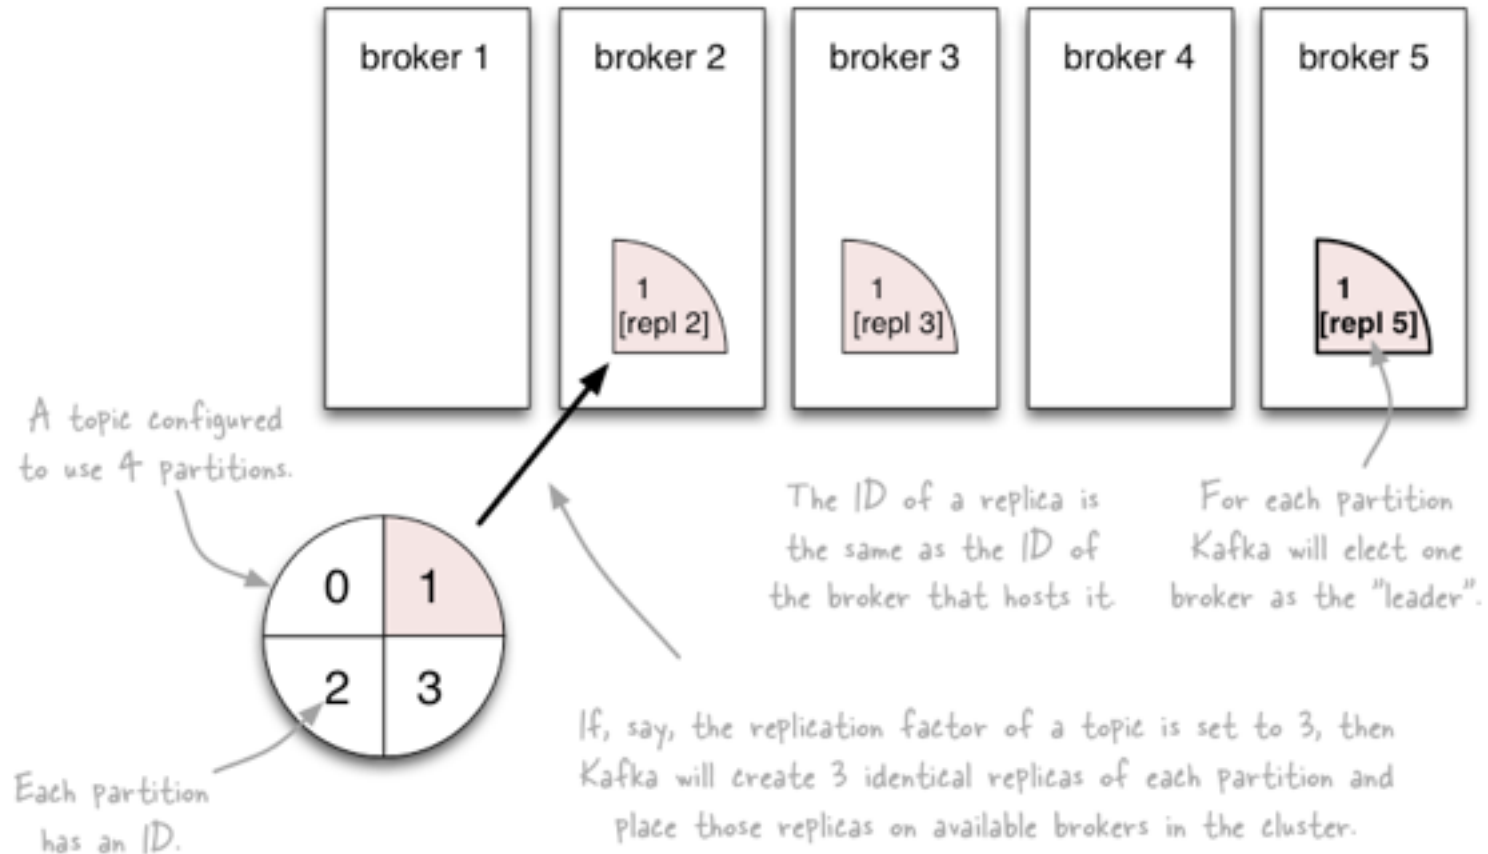 broker 1
broker 2
broker 3
broker 4
broker 5
1
[repl 2]
1
[repl 3]
1
[repl 5]
A topic configured
to use 4 partitions.
0
1
2
3
Each partition
has an ID.
The ID of a replica is
the same as the ID of
the broker that hosts it
For each partition
Kafka will elect one
broker as the "leader".
If, say, the replication factor of a topic is set to 3, then
Kafka will create 3 identical replicas of each partition and
place those replicas on available brokers in the cluster.